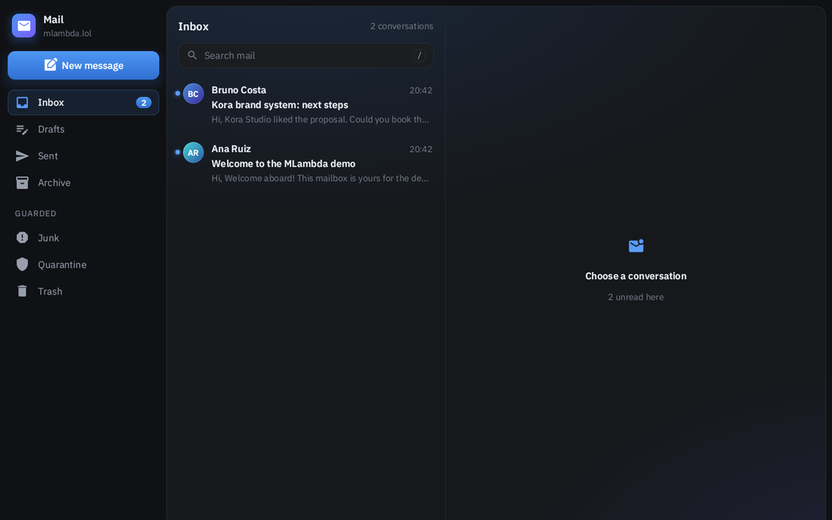 Mail
mlambda.lol
New message
Inbox 2
Drafts
Sent
Archive
GUARDED
Junk
Quarantine
Trash
Inbox 2 conversations
Search mail /
BC Bruno Costa 20:42
Kora brand system: next steps
Hi, Kora Studio liked the proposal. Could you book th...
AR Ana Ruiz 20:42
Welcome to the MLambda demo
Hi, Welcome aboard! This mailbox is yours for the de...
Choose a conversation
2 unread here